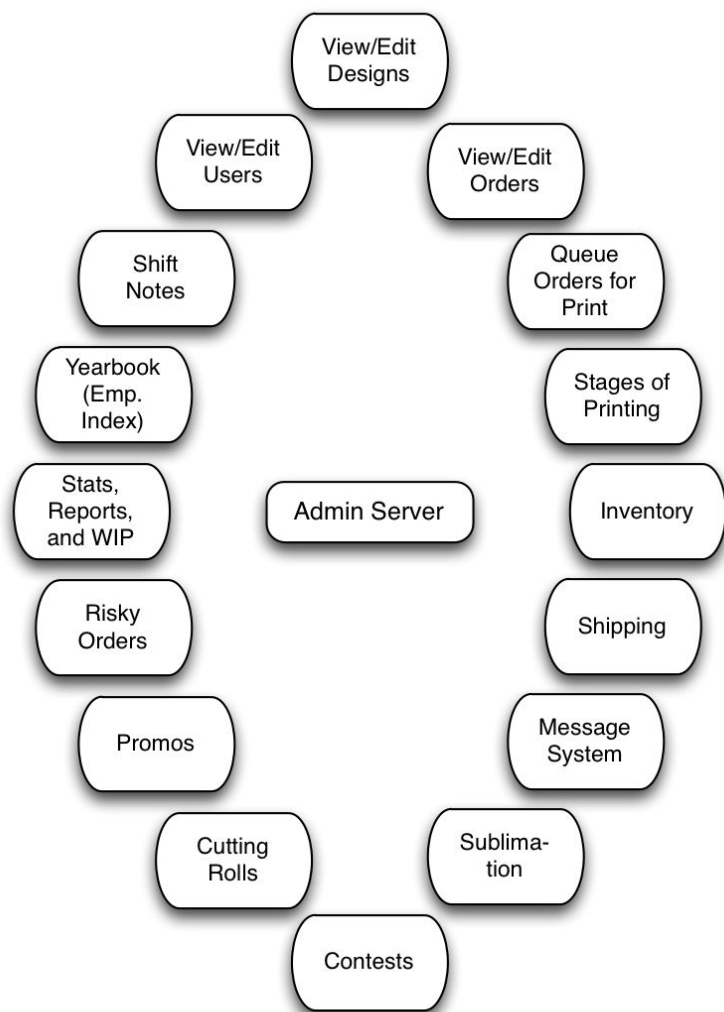 View/Edit
Designs
View/Edit
Users
View/Edit
Orders
Shift
Notes
Queue
Orders for
Print
Yearbook
(Emp.
Index)
Stages of
Printing
Stats,
Reports,
and WIP
Admin Server
Inventory
Risky
Orders
Shipping
Promos
Message
System
Cutting
Rolls
Sublima-
tion
Contests